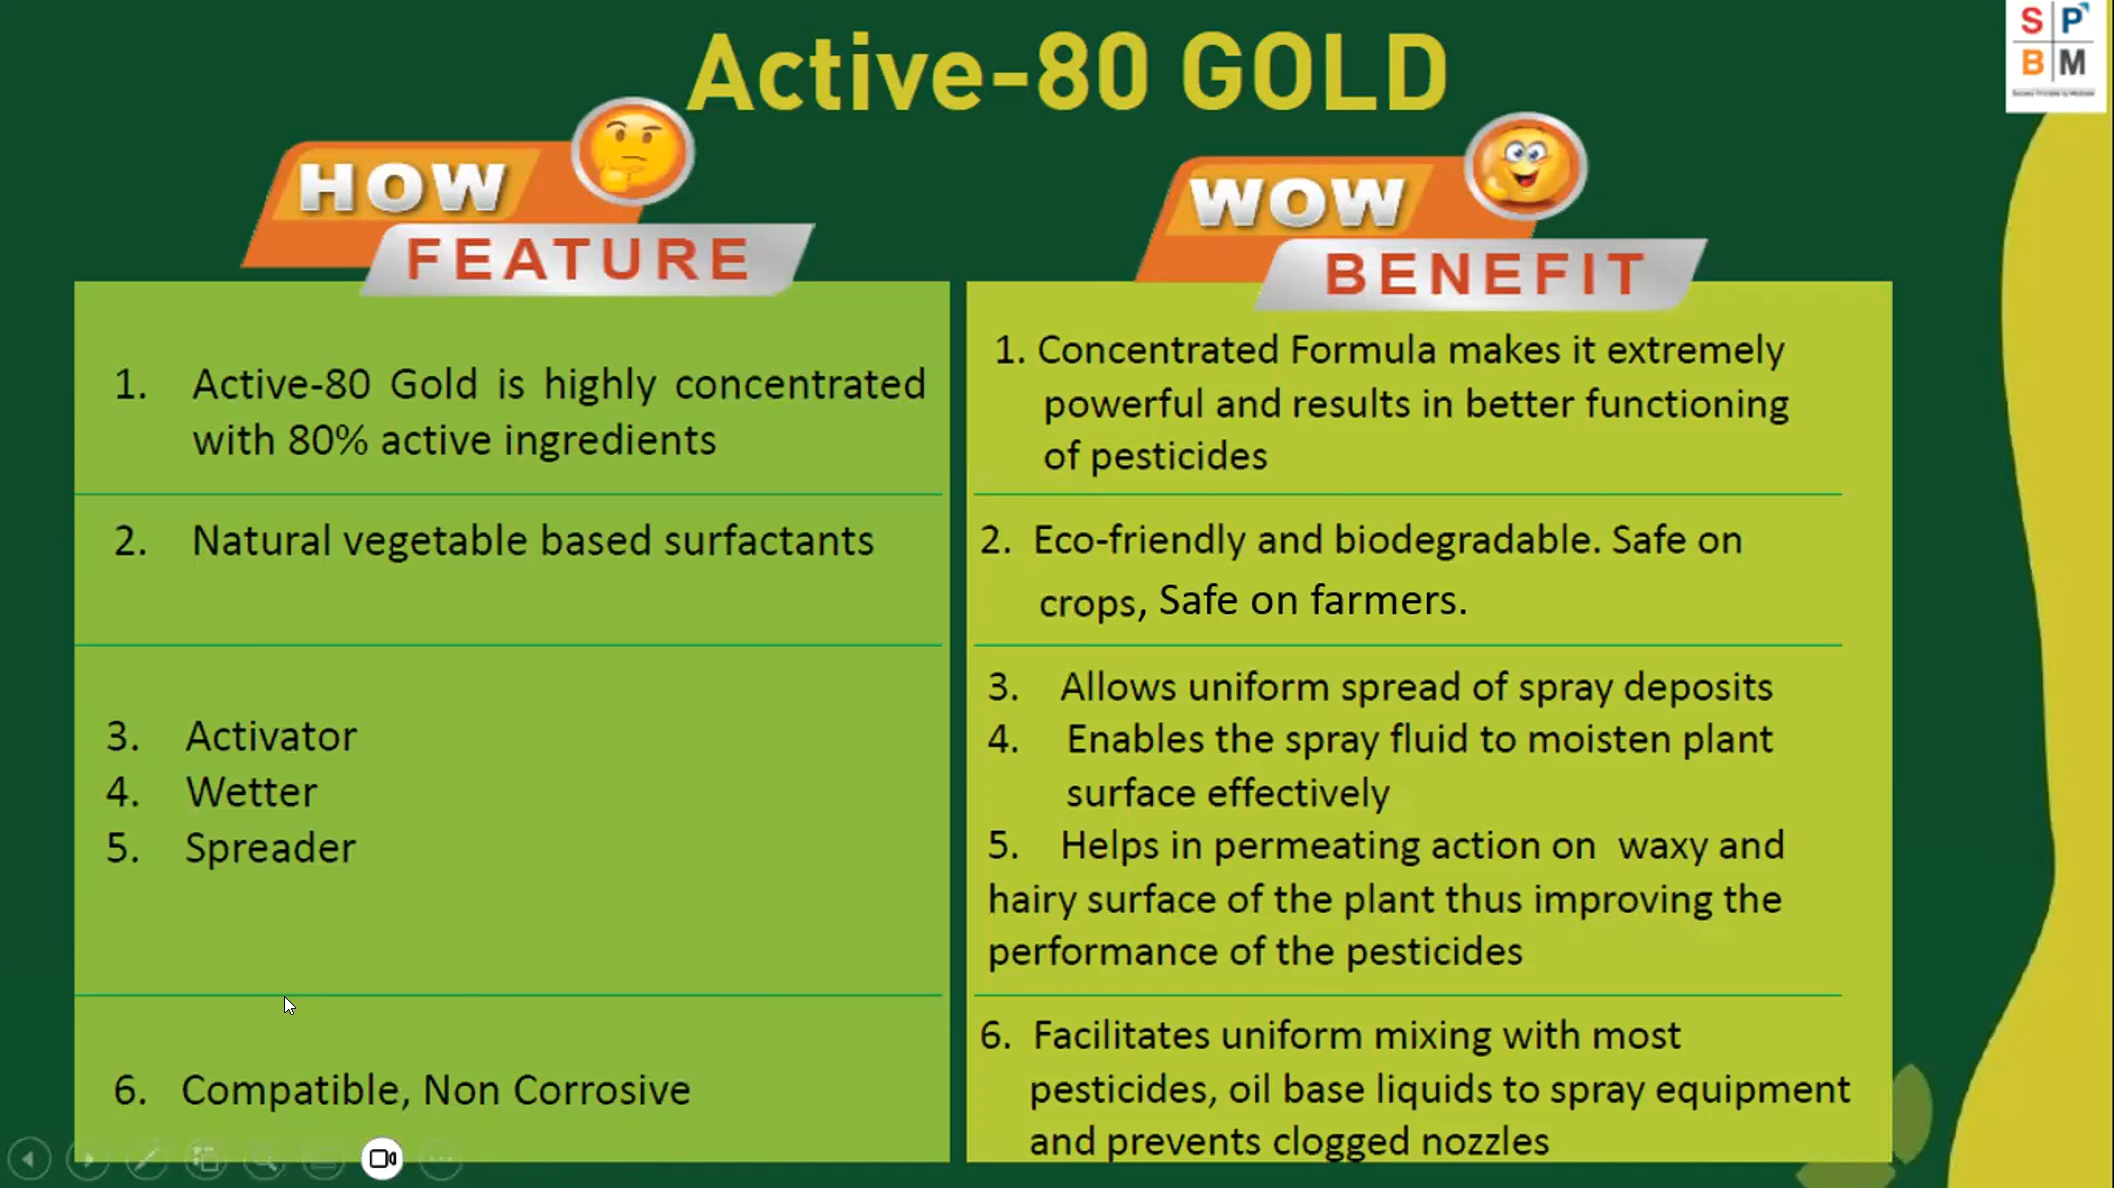 Active-80 GOLD
S P
B M
HOW
FEATURE
1. Active-80 Gold is highly concentrated
with 80% active ingredients
2. Natural vegetable based surfactants
3. Activator
4. Wetter
5. Spreader
6. Compatible, Non Corrosive
WOW
BENEFIT
1. Concentrated Formula makes it extremely
powerful and results in better functioning
of pesticides
2. Eco-friendly and biodegradable. Safe on
crops, Safe on farmers.
3. Allows uniform spread of spray deposits
4. Enables the spray fluid to moisten plant
surface effectively
5. Helps in permeating action on waxy and
hairy surface of the plant thus improving the
performance of the pesticides
6. Facilitates uniform mixing with most
pesticides, oil base liquids to spray equipment
and prevents clogged nozzles